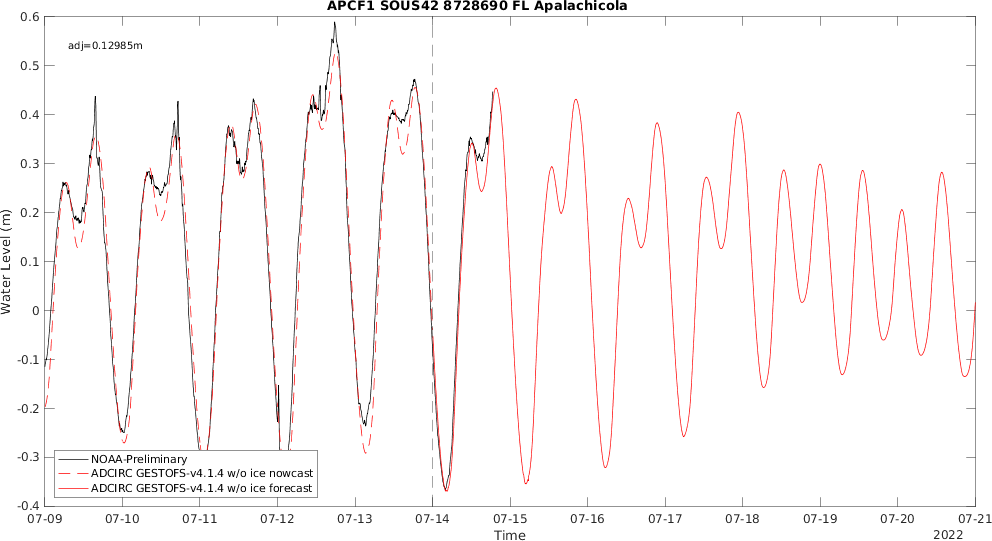 APCF1 SOUS42 8728690 FL Apalachicola
adj=0.12985m
0.6
0.5
0.4
0.3
0.2
0.1
0
-0.1
-0.2
-0.3
-0.4
Water Level (m)
NOAA-Preliminary
ADCIRC GESTOFS-v4.1.4 w/o ice nowcast
ADCIRC GESTOFS-v4.1.4 w/o ice forecast
07-09 07-10 07-11 07-12 07-13 07-14 07-15 07-16 07-17 07-18 07-19 07-20 07-21
Time
2022